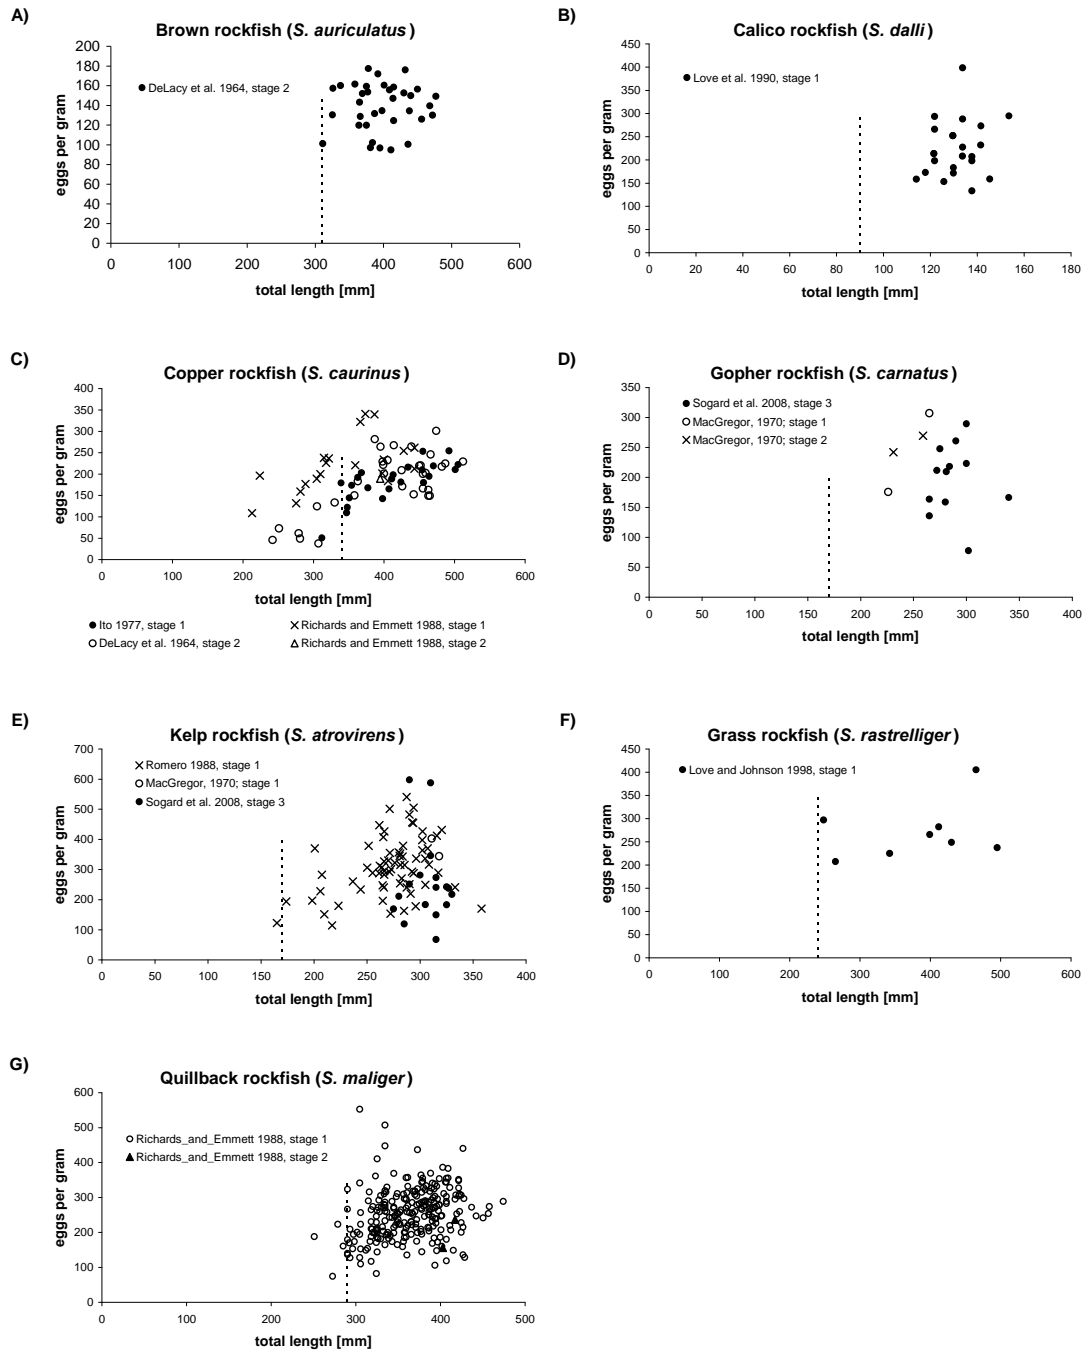 A)
Brown rockfish (S. auriculatus)
200
180
160
140
120
100
80
60
40
20
0
eggs per gram
DeLacy et al. 1964, stage 2
0 100 200 300 400 500 600
total length [mm]
B)
Calico rockfish (S. dalli)
450
400
350
300
250
200
150
100
50
0
eggs per gram
Love et al. 1990, stage 1
0 20 40 60 80 100 120 140 160 180
total length [mm]
C)
Copper rockfish (S. caurinus)
400
350
300
250
200
150
100
50
0
eggs per gram
0 100 200 300 400 500 600
total length [mm]
Ito 1977, stage 1
Richards and Emmett 1988, stage 1
DeLacy et al. 1964, stage 2
Richards and Emmett 1988, stage 2
D)
Gopher rockfish (S. carnatus)
350
300
250
200
150
100
50
0
eggs per gram
Sogard et al. 2008, stage 3
MacGregor, 1970; stage 1
MacGregor, 1970; stage 2
0 50 100 150 200 250 300 350 400
total length [mm]
E)
Kelp rockfish (S. atrovirens)
700
600
500
400
300
200
100
0
eggs per gram
Romero 1988, stage 1
MacGregor, 1970; stage 1
Sogard et al. 2008, stage 3
0 50 100 150 200 250 300 350 400
total length [mm]
F)
Grass rockfish (S. rastrelliger)
450
400
350
300
250
200
150
100
50
0
eggs per gram
Love and Johnson 1998, stage 1
0 100 200 300 400 500 600
total length [mm]
G)
Quillback rockfish (S. maliger)
600
500
400
300
200
100
0
eggs per gram
Richards_and_Emmett 1988, stage 1
Richards_and_Emmett 1988, stage 2
0 100 200 300 400 500
total length [mm]